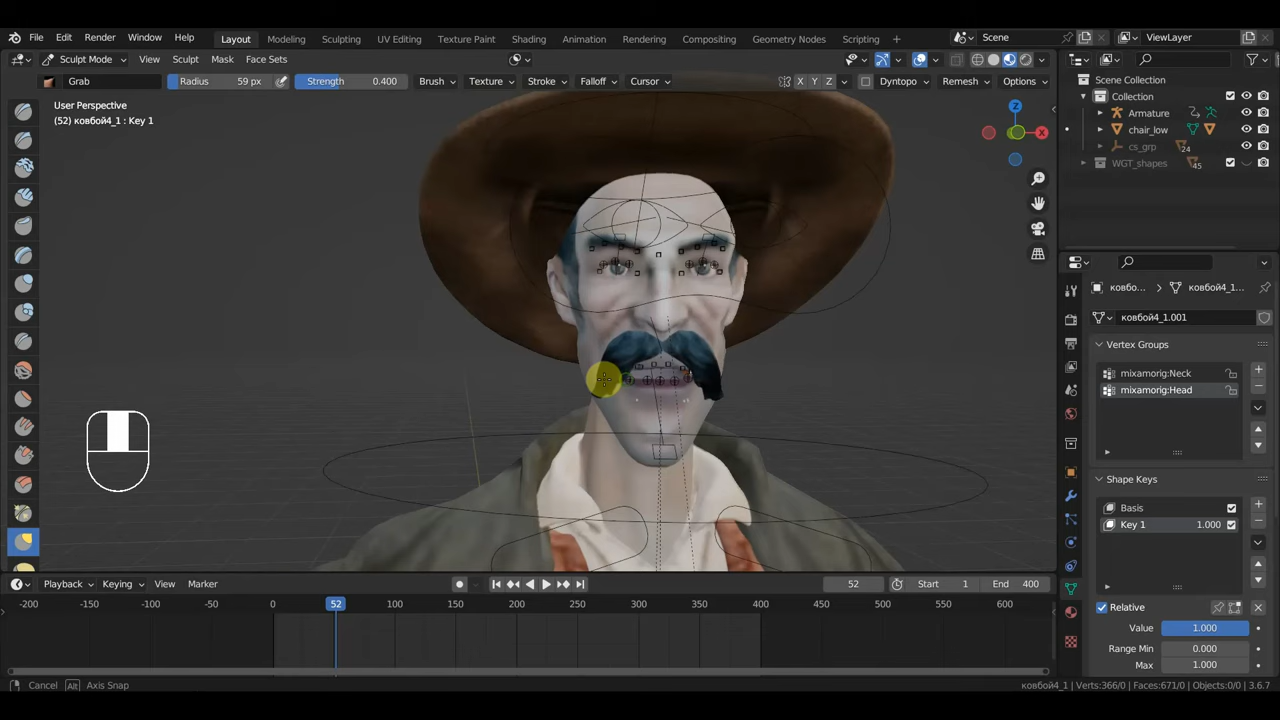 File Edit Render Window Help Layout Modeling Sculpting UV Editing Texture Paint Shading Animation Rendering Compositing Geometry Nodes Scripting + Scene ViewLayer
Sculpt Mode View Sculpt Mask Face Sets
Grab Radius 59 px Strength 0.400 Brush Texture Stroke Falloff Cursor X Y Z Dyntopo Remesh Options
User Perspective
(52) ковбой4_1 : Key 1
Z
X
Scene Collection
Collection
Armature
chair_low
cs_grp 24
WGT_shapes 45
ковбо... ковбой4_1...
ковбой4_1.001
Vertex Groups
mixamorig:Neck
mixamorig:Head
Shape Keys
Basis
Key 1 1.000
Relative
Value 1.000
Range Min 0.000
Max 1.000
Playback Keying View Marker 52 Start 1 End 400
-200 -150 -100 -50 0 52 100 150 200 250 300 350 400 450 500 550 600
Cancel Alt Axis Snap ковбой4_1 | Verts:366/0 | Faces:671/0 | Objects:0/0 | 3.6.7